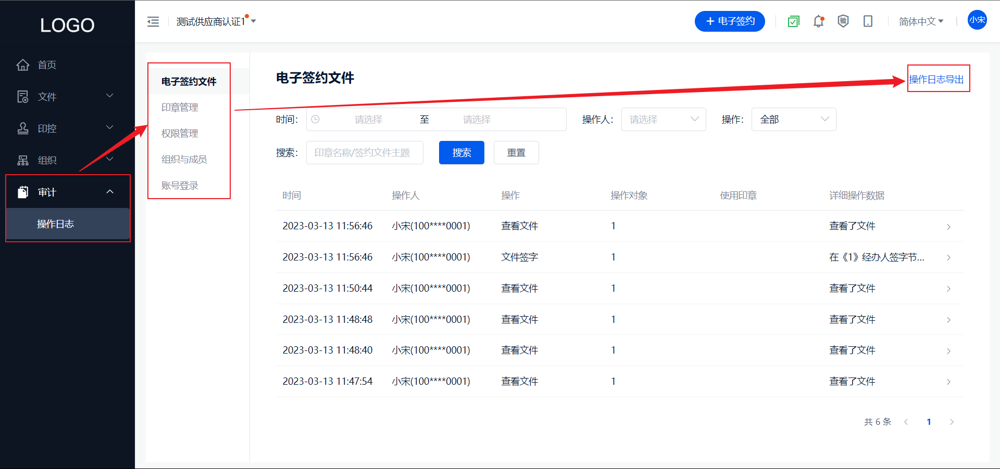 LOGO
测试供应商认证1
+ 电子签约
验
简体中文
小宋
首页
文件
印控
组织
审计
操作日志
电子签约文件
印章管理
权限管理
组织与成员
账号登录
电子签约文件
操作日志导出
时间： 请选择 至 请选择 操作人： 请选择 操作： 全部
搜索： 印章名称/签约文件主题 搜索 重置
时间 操作人 操作 操作对象 使用印章 详细操作数据
2023-03-13 11:56:46 小宋(100****0001) 查看文件 1 查看了文件
2023-03-13 11:56:46 小宋(100****0001) 文件签字 1 在《1》经办人签字节...
2023-03-13 11:50:44 小宋(100****0001) 查看文件 1 查看了文件
2023-03-13 11:48:48 小宋(100****0001) 查看文件 1 查看了文件
2023-03-13 11:48:40 小宋(100****0001) 查看文件 1 查看了文件
2023-03-13 11:47:54 小宋(100****0001) 查看文件 1 查看了文件
共 6 条 1